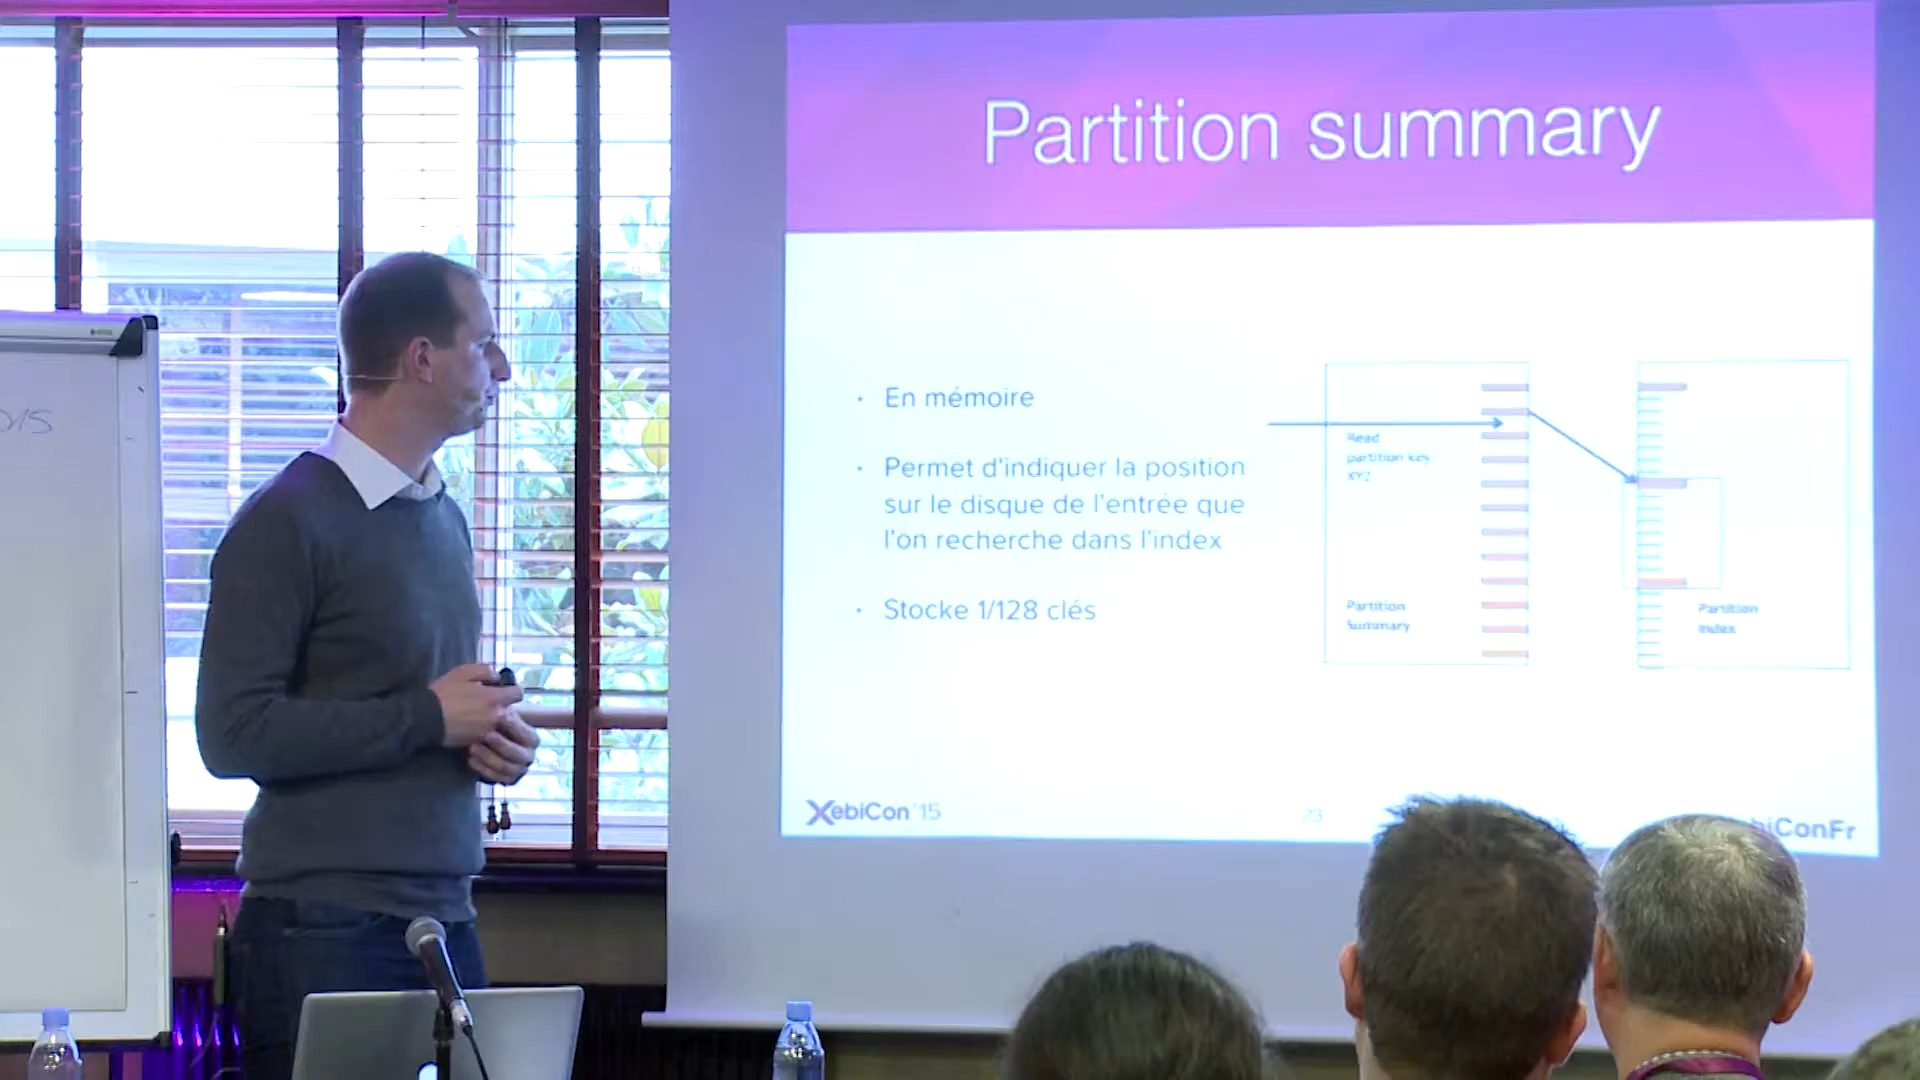 Partition summary
· En mémoire
· Permet d'indiquer la position
sur le disque de l'entrée que
l'on recherche dans l'index
· Stocke 1/128 clés
Read
partition key
XYZ
Partition
Summary
Partition
Index
XebiCon'15
23
biConFr